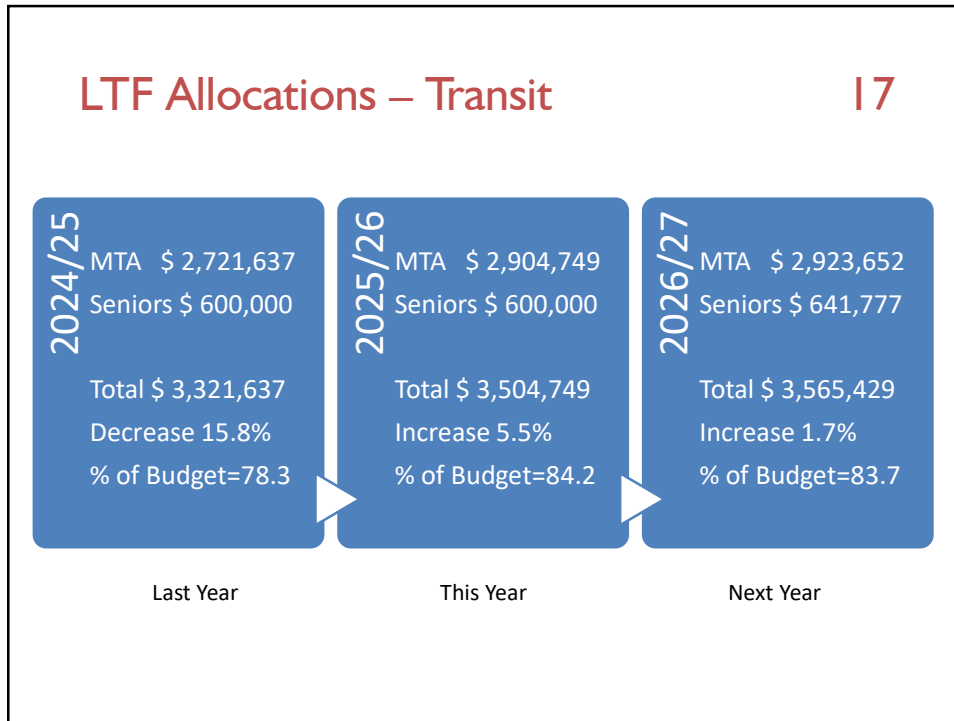 LTF Allocations – Transit
17
2024/25
MTA $ 2,721,637
Seniors $ 600,000
Total $ 3,321,637
Decrease 15.8%
% of Budget=78.3
2025/26
MTA $ 2,904,749
Seniors $ 600,000
Total $ 3,504,749
Increase 5.5%
% of Budget=84.2
2026/27
MTA $ 2,923,652
Seniors $ 641,777
Total $ 3,565,429
Increase 1.7%
% of Budget=83.7
Last Year
This Year
Next Year